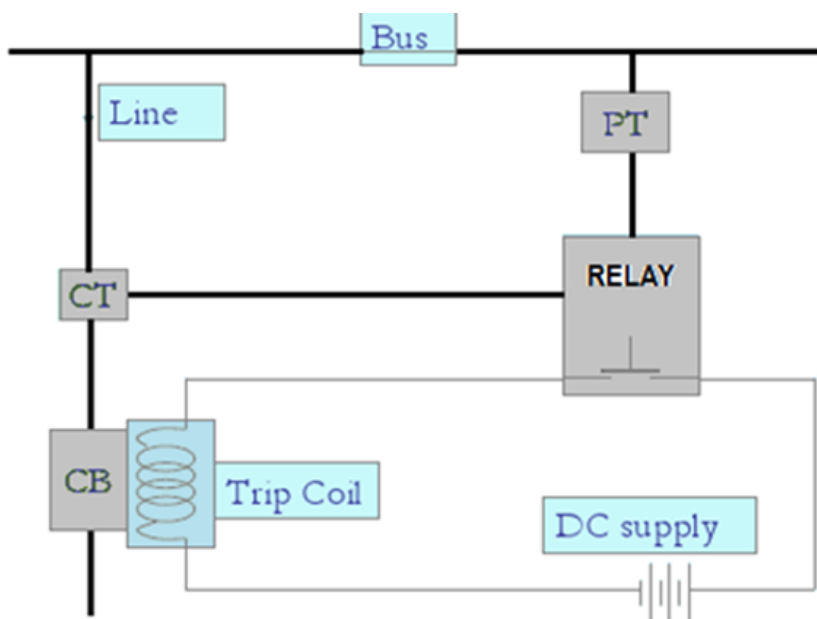 Bus
Line
PT
RELAY
CT
CB
Trip Coil
DC supply